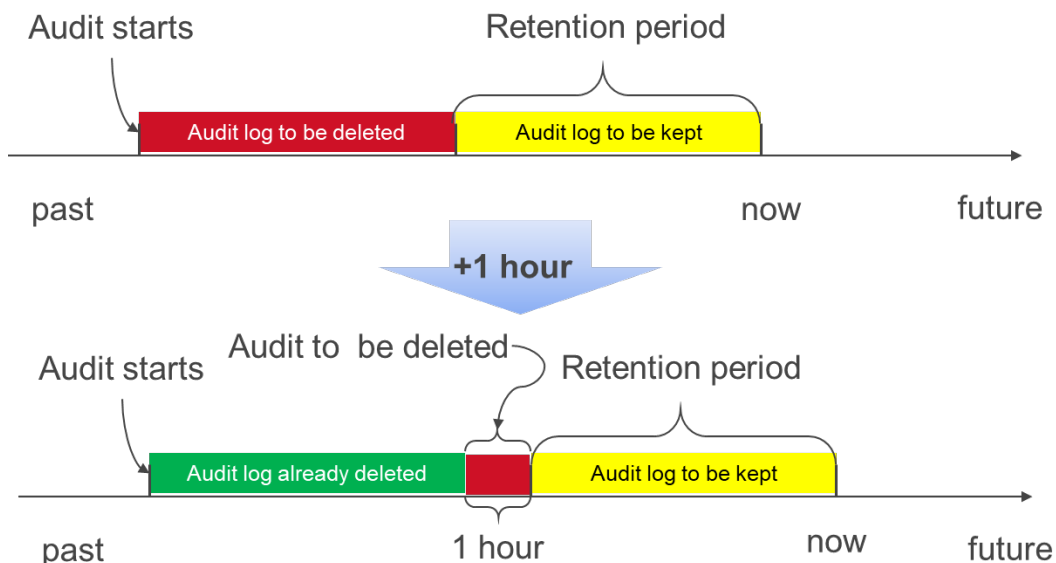 Audit starts
Retention period
Audit log to be deleted
Audit log to be kept
past
now
future
+1 hour
Audit to be deleted
Audit starts
Retention period
Audit log already deleted
Audit log to be kept
past
1 hour
now
future